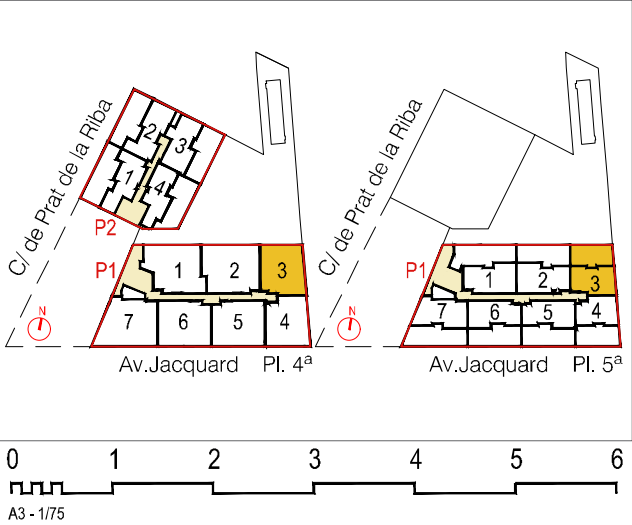 C/ de Prat de la Riba
2
3
1
4
P2
P1
1
2
3
7
6
5
4
N
Av.Jacquard Pl. 4ª
C/ de Prat de la Riba
P1
1
2
3
7
6
5
4
N
Av.Jacquard Pl. 5ª
0 1 2 3 4 5 6
A3 - 1/75